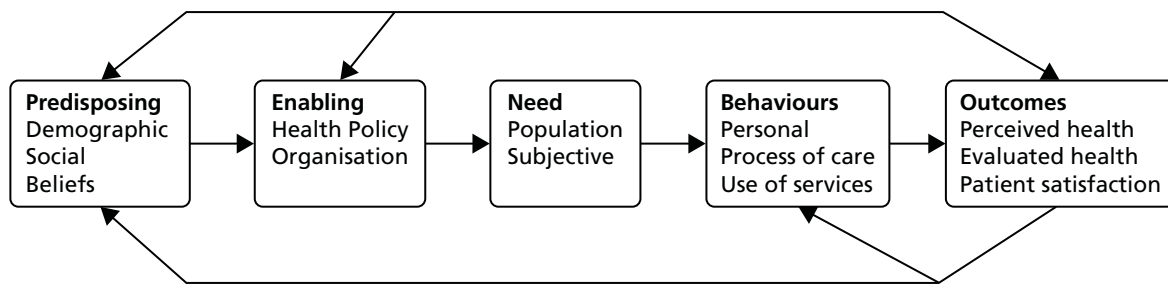 Predisposing
Demographic
Social
Beliefs
Enabling
Health Policy
Organisation
Need
Population
Subjective
Behaviours
Personal
Process of care
Use of services
Outcomes
Perceived health
Evaluated health
Patient satisfaction